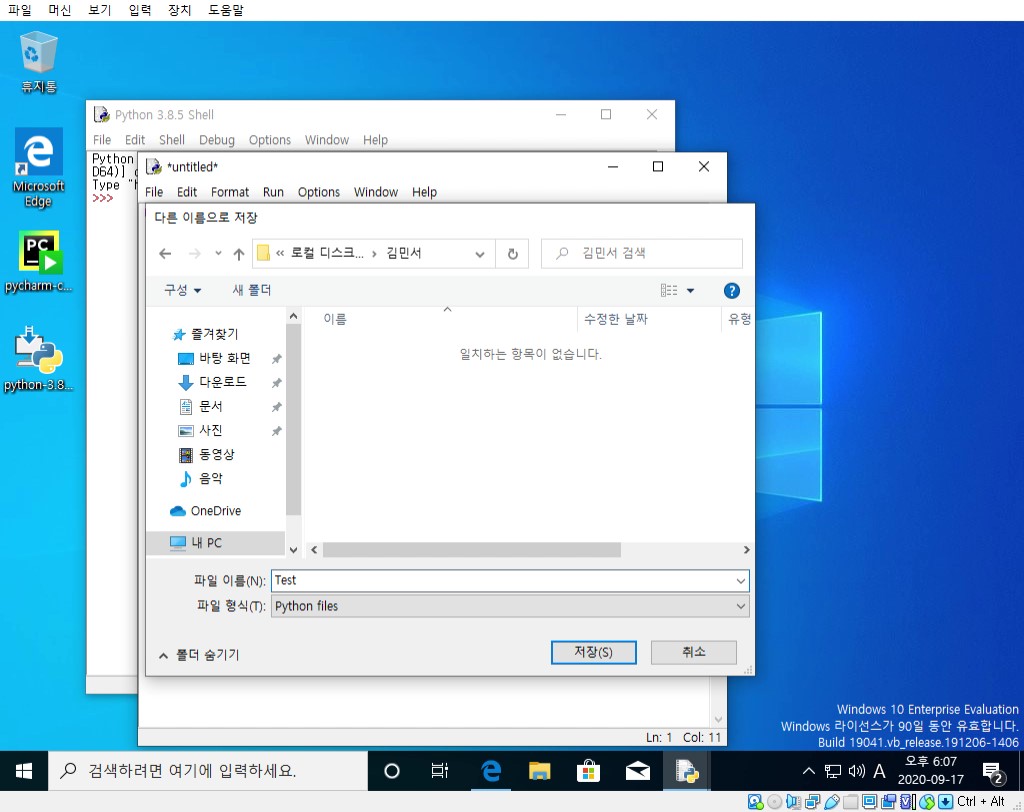 파일 머신 보기 입력 장치 도움말
휴지통
Microsoft
Edge
PC
pycharm-c...
python-3.8...
Python 3.8.5 Shell
File Edit Shell Debug Options Window Help
Python
D64)]
Type "h
>>>
*untitled*
File Edit Format Run Options Window Help
다른 이름으로 저장
« 로컬 디스크... › 김민서
김민서 검색
구성 새 폴더
?
이름 수정한 날짜 유형
일치하는 항목이 없습니다.
즐겨찾기
바탕 화면
다운로드
문서
사진
동영상
음악
OneDrive
내 PC
파일 이름(N): Test
파일 형식(T): Python files
폴더 숨기기
저장(S) 취소
Ln: 1 Col: 11
Windows 10 Enterprise Evaluation
Windows 라이선스가 90일 동안 유효합니다.
Build 19041.vb_release.191206-1406
검색하려면 여기에 입력하세요.
A
오후 6:07
2020-09-17
2
Ctrl + Alt